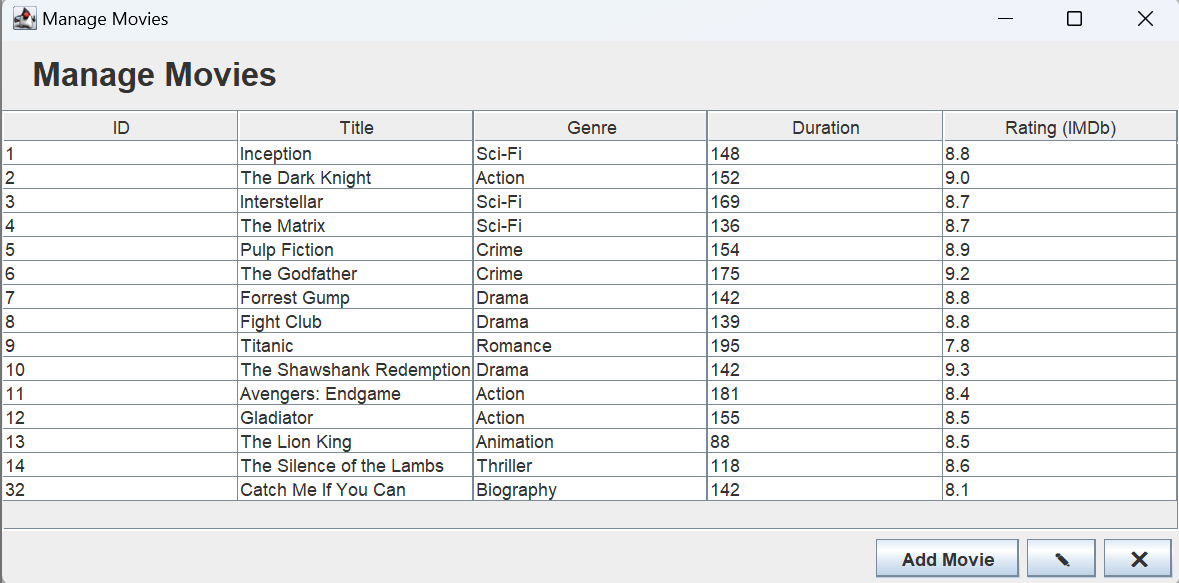 Manage Movies
Manage Movies
ID Title Genre Duration Rating (IMDb)
1 Inception Sci-Fi 148 8.8
2 The Dark Knight Action 152 9.0
3 Interstellar Sci-Fi 169 8.7
4 The Matrix Sci-Fi 136 8.7
5 Pulp Fiction Crime 154 8.9
6 The Godfather Crime 175 9.2
7 Forrest Gump Drama 142 8.8
8 Fight Club Drama 139 8.8
9 Titanic Romance 195 7.8
10 The Shawshank Redemption Drama 142 9.3
11 Avengers: Endgame Action 181 8.4
12 Gladiator Action 155 8.5
13 The Lion King Animation 88 8.5
14 The Silence of the Lambs Thriller 118 8.6
32 Catch Me If You Can Biography 142 8.1
Add Movie